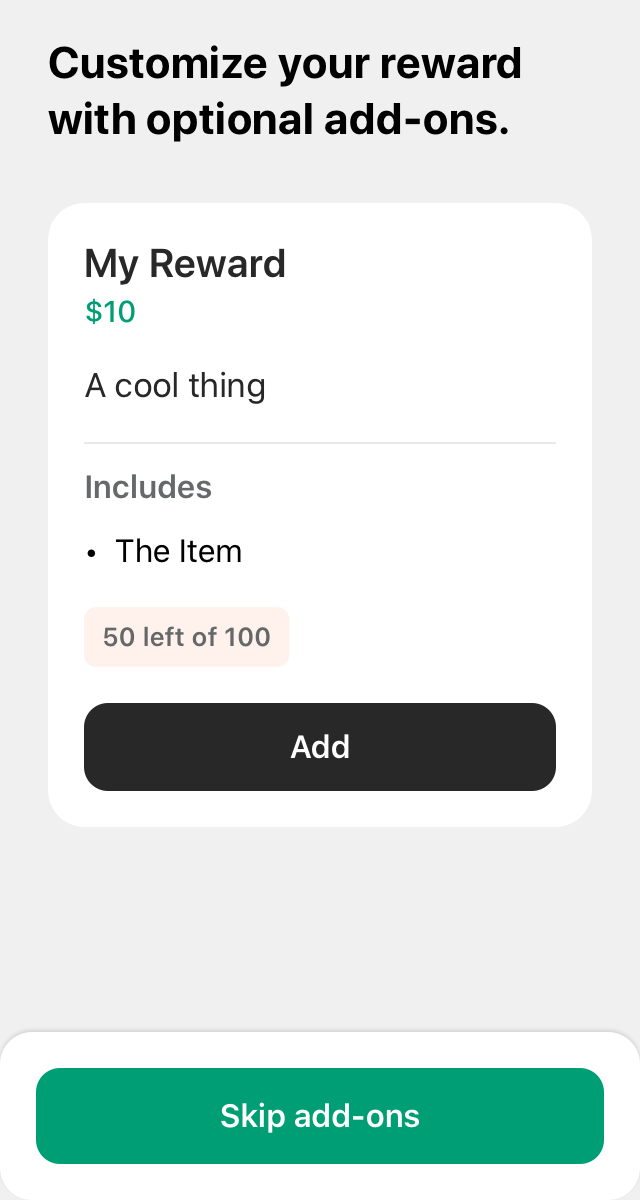 Customize your reward
with optional add-ons.
My Reward
$10
A cool thing
Includes
• The Item
50 left of 100
Add
Skip add-ons